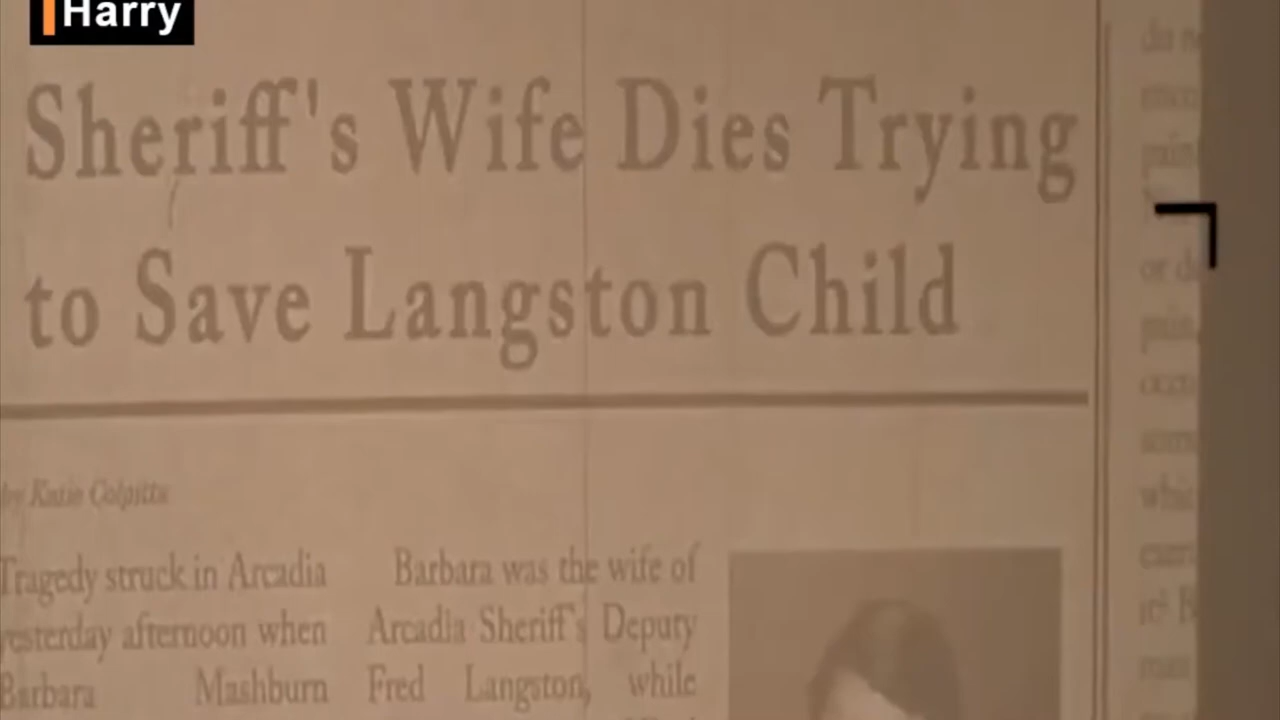 Harry
Sheriff's Wife Dies Trying
to Save Langston Child
by Katie Colpitts
Tragedy struck in Arcadia
yesterday afternoon when
Barbara Mashburn
Barbara was the wife of
Arcadia Sheriff's Deputy
Fred Langston, while
or